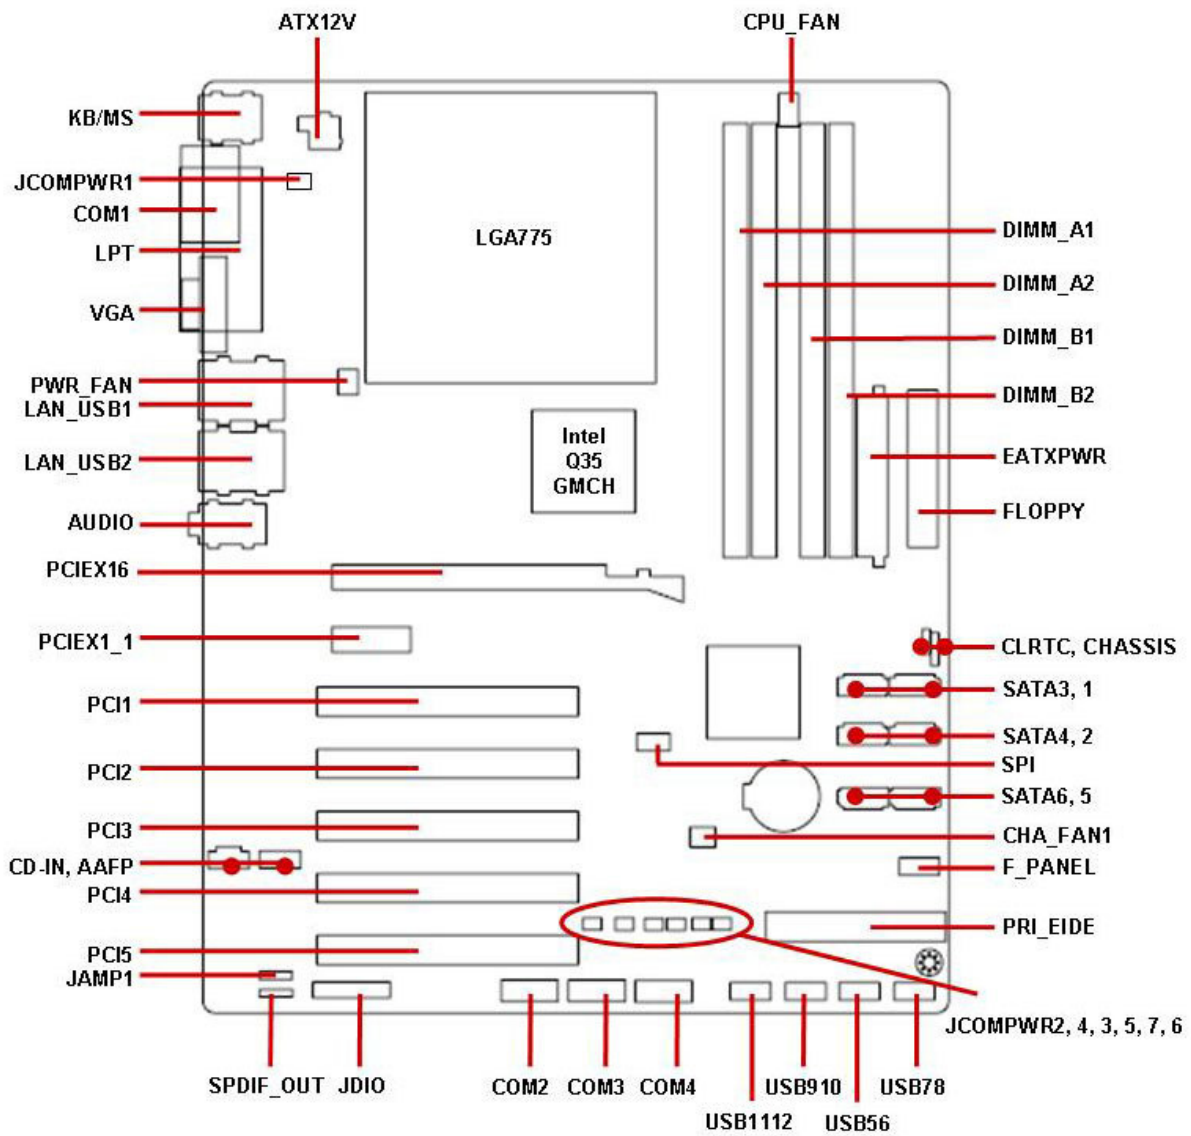 ATX12V
CPU_FAN
KB/MS
JCOMPWR1
COM1
LPT
VGA
PWR_FAN
LAN_USB1
LAN_USB2
AUDIO
PCIEX16
PCIEX1_1
PCI1
PCI2
PCI3
CD-IN, AAFP
PCI4
PCI5
JAMP1
LGA775
Intel
Q35
GMCH
DIMM_A1
DIMM_A2
DIMM_B1
DIMM_B2
EATXPWR
FLOPPY
CLRTC, CHASSIS
SATA3, 1
SATA4, 2
SPI
SATA6, 5
CHA_FAN1
F_PANEL
PRI_EIDE
JCOMPWR2, 4, 3, 5, 7, 6
SPDIF_OUT
JDIO
COM2
COM3
COM4
USB1112
USB910
USB56
USB78